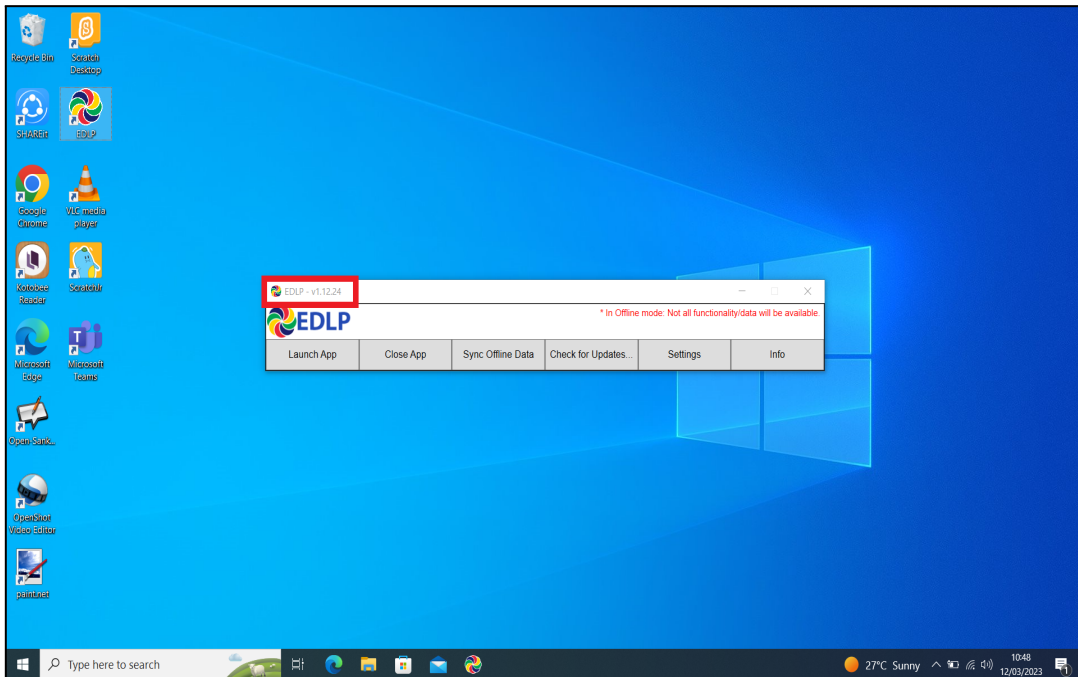 Recycle Bin
Scratch
Desktop
SHAREit
EDLP
Google
Chrome
VLC media
player
Kotobee
Reader
ScratchJr
Microsoft
Edge
Microsoft
Teams
Open-Sank...
OpenShot
Video Editor
paint.net
EDLP - v1.12.24
EDLP
* In Offline mode: Not all functionality/data will be available.
Launch App
Close App
Sync Offline Data
Check for Updates...
Settings
Info
Type here to search
27°C Sunny
10:48
12/03/2023
1